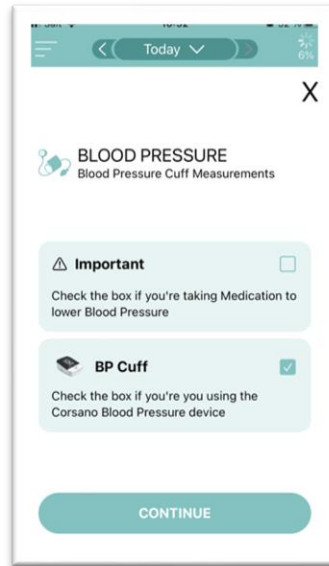 Today
6%
X
BLOOD PRESSURE
Blood Pressure Cuff Measurements
Important
Check the box if you're taking Medication to
lower Blood Pressure
BP Cuff
Check the box if you're you using the
Corsano Blood Pressure device
CONTINUE